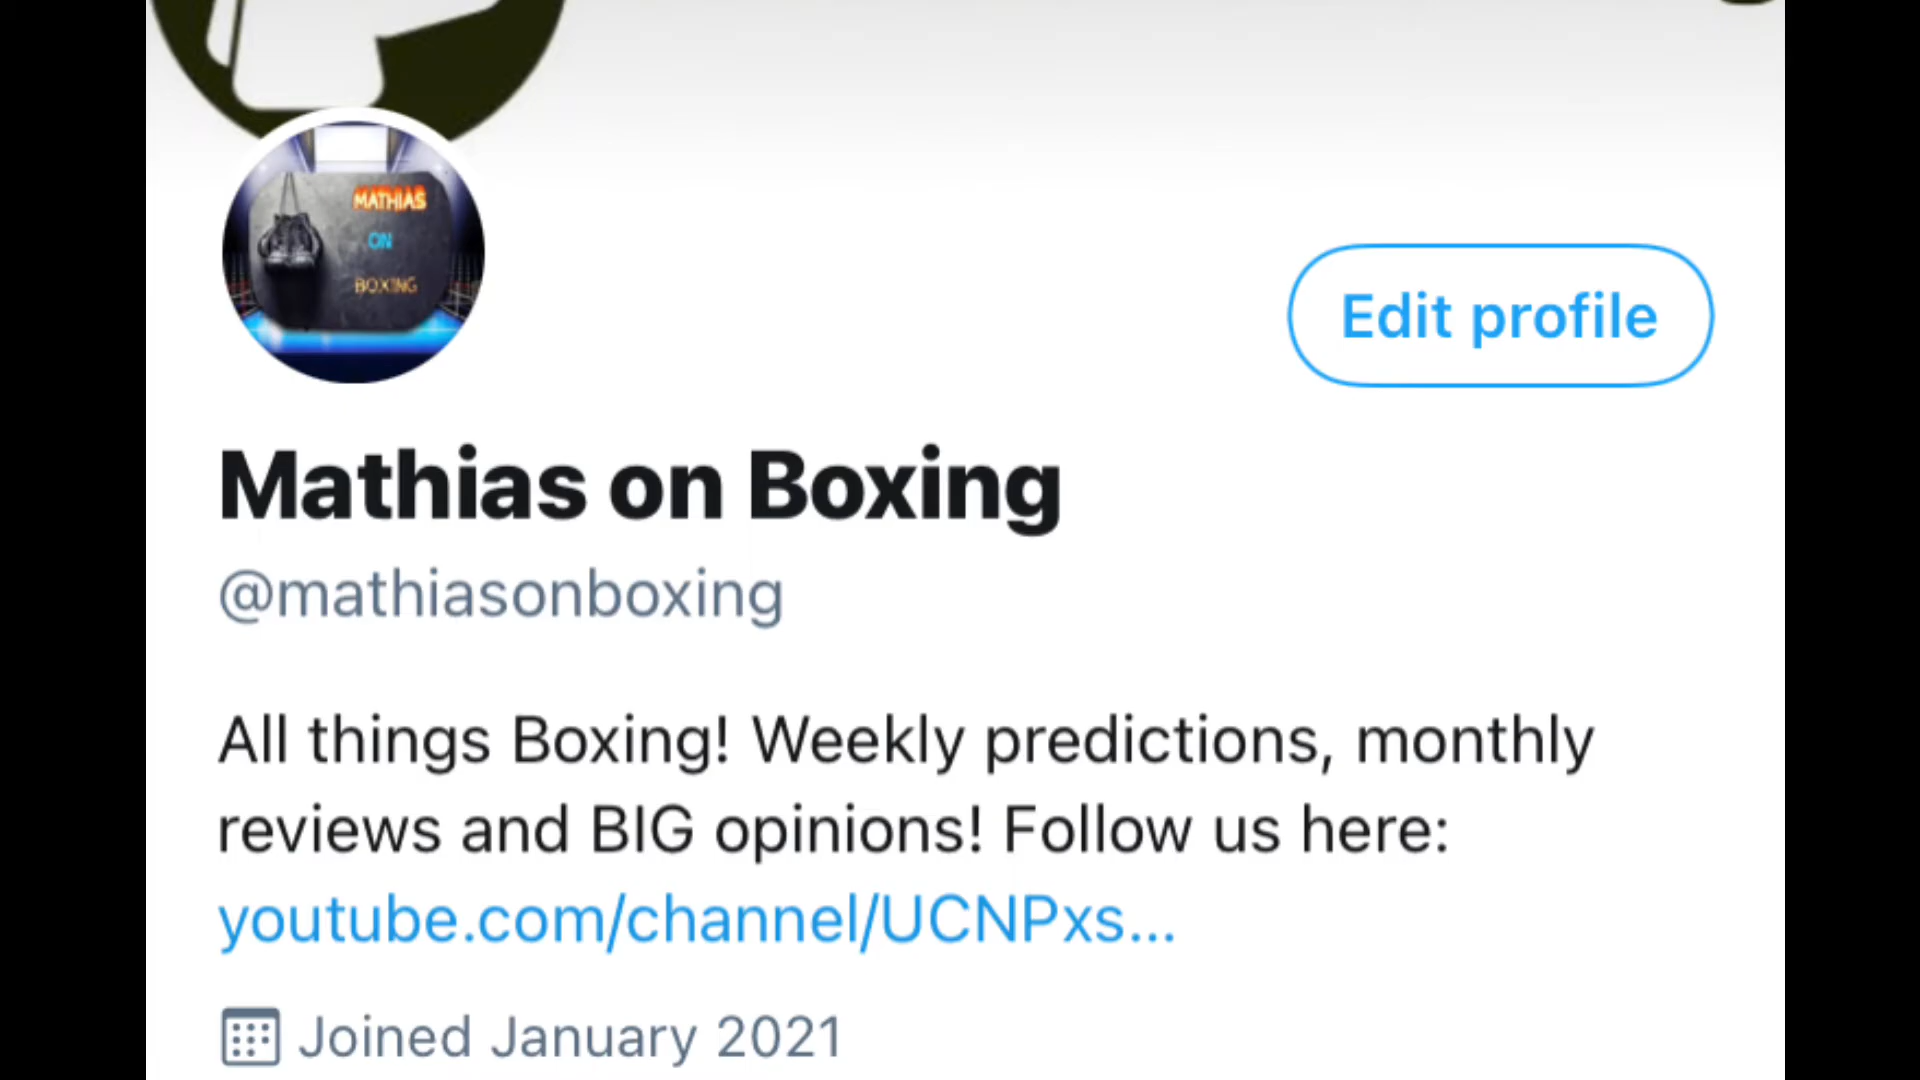 MATHIAS
ON
BOXING
Edit profile
Mathias on Boxing
@mathiasonboxing
All things Boxing! Weekly predictions, monthly
reviews and BIG opinions! Follow us here:
youtube.com/channel/UCNPxs...
Joined January 2021